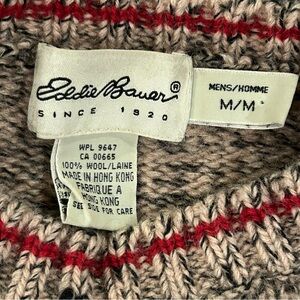 Eddie Bauer®
SINCE 1920
MENS/HOMME
M/M
WPL 9647
CA 00665
100% WOOL/LAINE
MADE IN HONG KONG
FABRIQUE A
HONG KONG
SEE SIDE FOR CARE